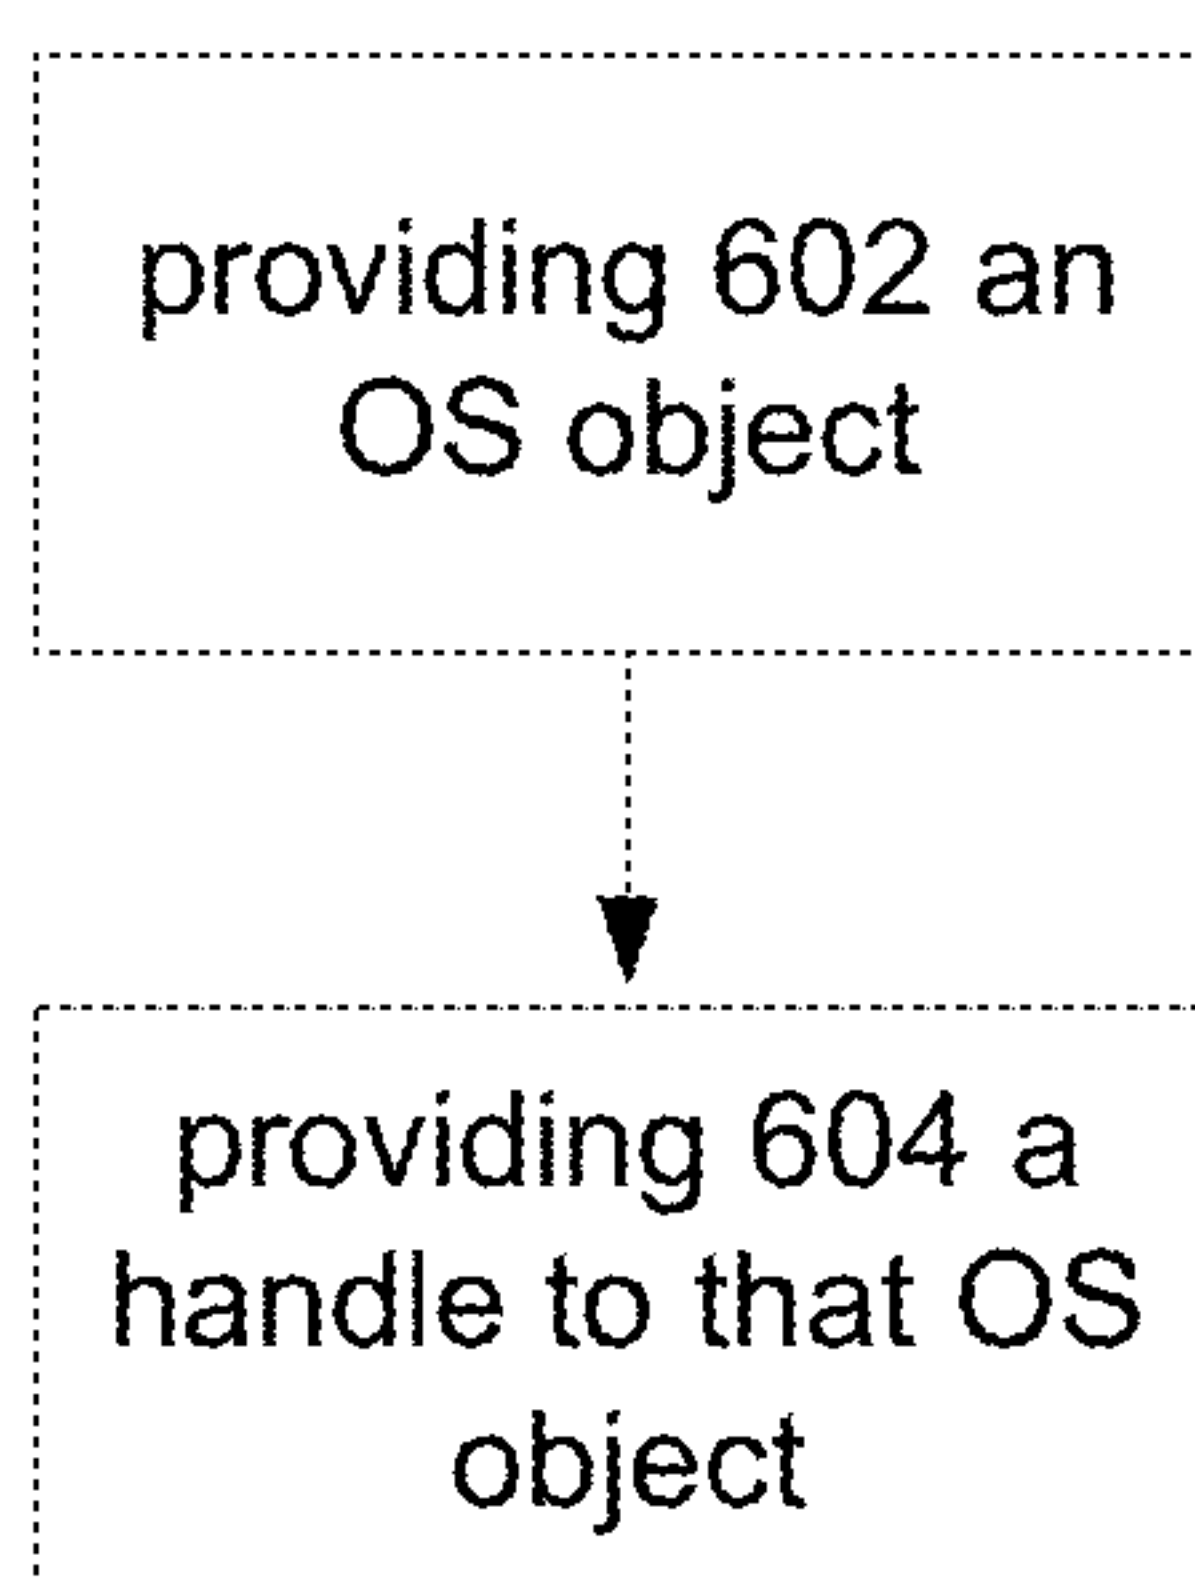 providing 602 an
OS object
providing 604 a
handle to that OS
object